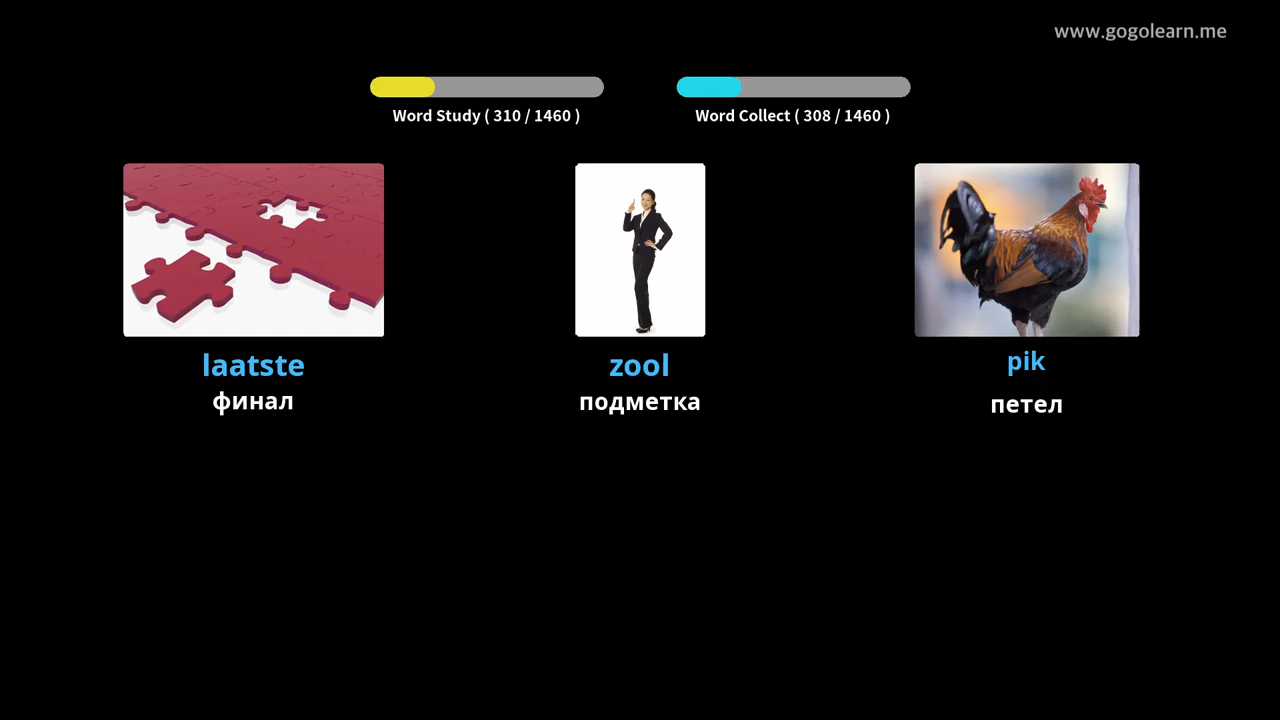 www.gogolearn.me
Word Study ( 310 / 1460 )
Word Collect ( 308 / 1460 )
laatste
финал
zool
подметка
pik
петел